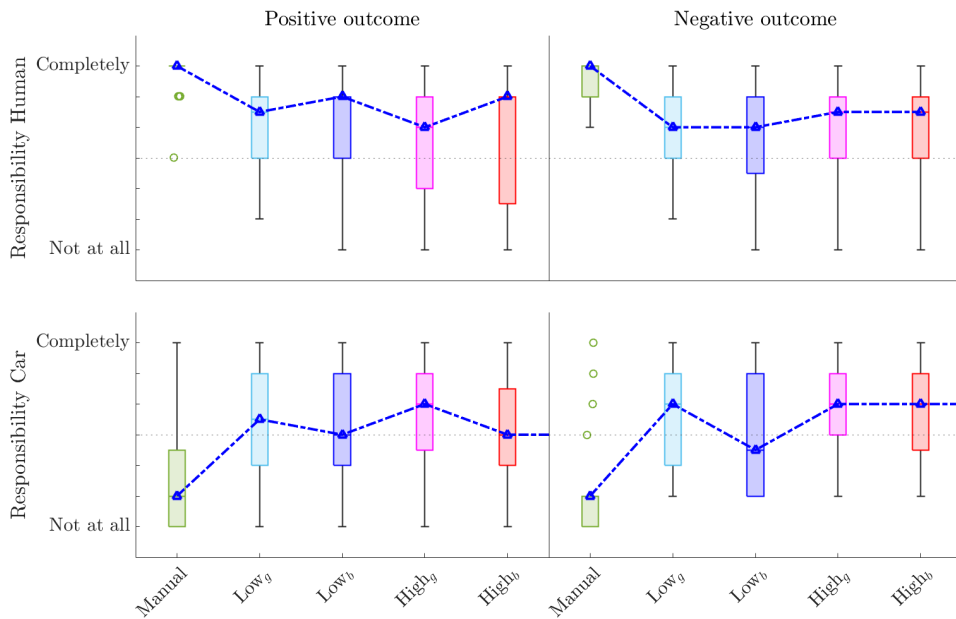 Positive outcome
Negative outcome
Responsibility Human
Completely
Not at all
Responsibility Car
Completely
Not at all
Manual
Low_g
Low_b
High_g
High_b
Manual
Low_g
Low_b
High_g
High_b